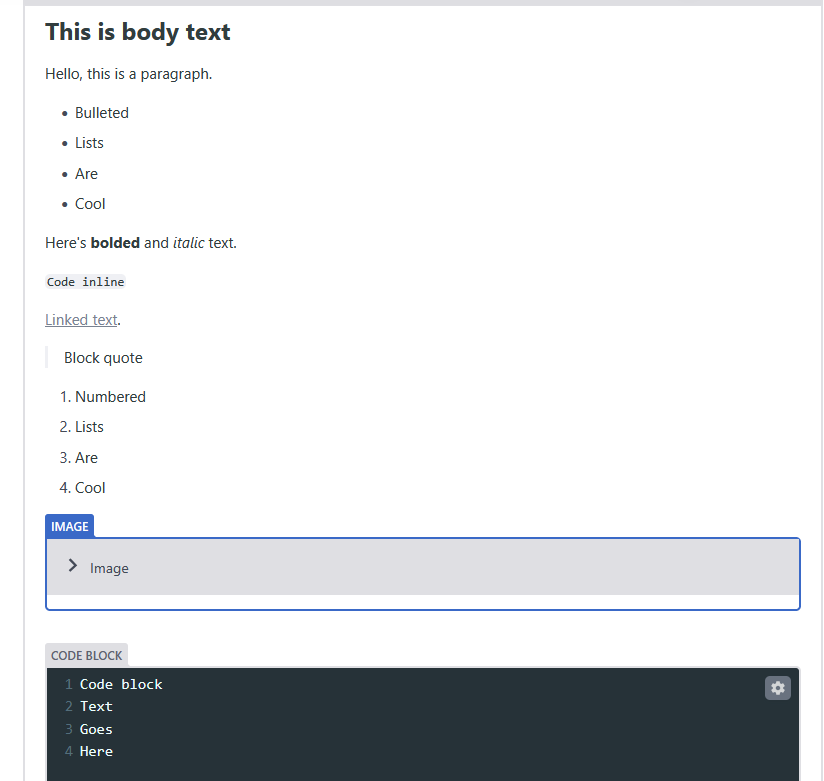 This is body text
Hello, this is a paragraph.
• Bulleted
• Lists
• Are
• Cool
Here's bolded and italic text.
Code inline
Linked text.
Block quote
1. Numbered
2. Lists
3. Are
4. Cool
IMAGE
Image
CODE BLOCK
1 Code block
2 Text
3 Goes
4 Here